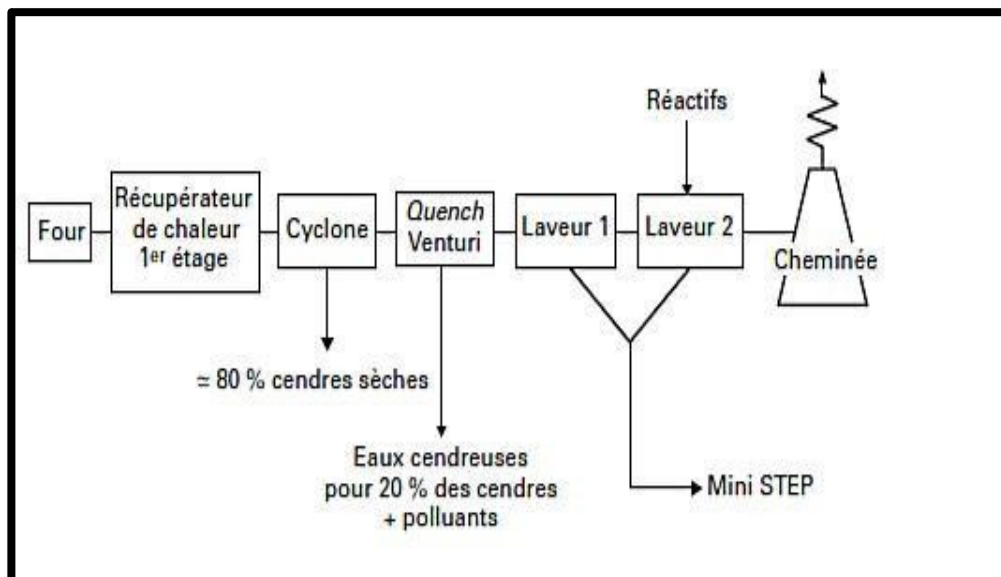 Réactifs
Four
Récupérateur
de chaleur
1er étage
Cyclone
Quench
Venturi
Laveur 1
Laveur 2
Cheminée
≃ 80 % cendres sèches
Eaux cendreuses
pour 20 % des cendres
+ polluants
Mini STEP